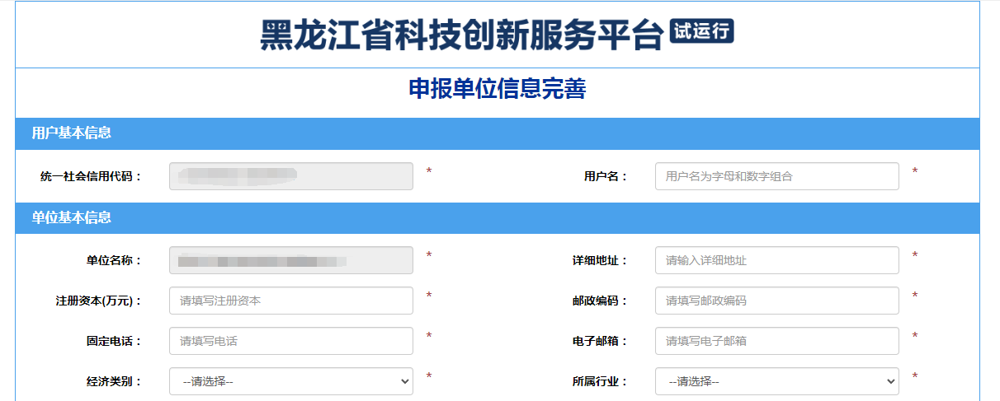 黑龙江省科技创新服务平台 试运行
申报单位信息完善
用户基本信息
统一社会信用代码： * 用户名： 用户名为字母和数字组合 *
单位基本信息
单位名称： * 详细地址： 请输入详细地址 *
注册资本(万元)： 请填写注册资本 * 邮政编码： 请填写邮政编码 *
固定电话： 请填写电话 * 电子邮箱： 请填写电子邮箱 *
经济类别： --请选择-- * 所属行业： --请选择-- *